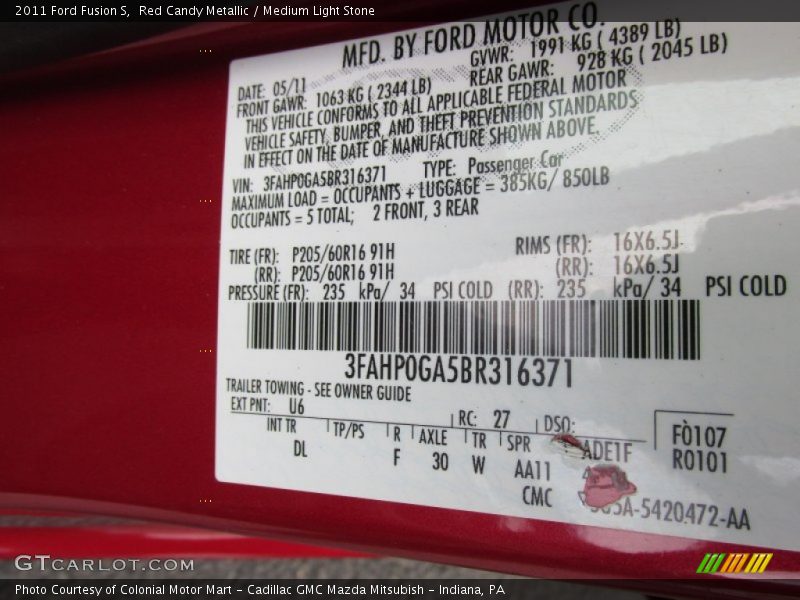 2011 Ford Fusion S, Red Candy Metallic / Medium Light Stone
MFD. BY FORD MOTOR CO.
DATE: 05/11 GVWR: 1991 KG ( 4389 LB)
FRONT GAWR: 1063 KG ( 2344 LB) REAR GAWR: 928 KG ( 2045 LB)
THIS VEHICLE CONFORMS TO ALL APPLICABLE FEDERAL MOTOR
VEHICLE SAFETY, BUMPER, AND THEFT PREVENTION STANDARDS
IN EFFECT ON THE DATE OF MANUFACTURE SHOWN ABOVE.
VIN: 3FAHP0GA5BR316371 TYPE: Passenger Car
MAXIMUM LOAD = OCCUPANTS + LUGGAGE = 385KG/ 850LB
OCCUPANTS = 5 TOTAL; 2 FRONT, 3 REAR
TIRE (FR): P205/60R16 91H RIMS (FR): 16X6.5J
(RR): P205/60R16 91H (RR): 16X6.5J
PRESSURE (FR): 235 kPa/ 34 PSI COLD (RR): 235 kPa/ 34 PSI COLD
3FAHP0GA5BR316371
TRAILER TOWING - SEE OWNER GUIDE
EXT PNT: U6 RC: 27 DSO:
INT TR TP/PS R AXLE TR SPR ADE1F F0107
DL F 30 W AA11 R0101
CMC 5A-5420472-AA
GTCARLOT.COM
Photo Courtesy of Colonial Motor Mart - Cadillac GMC Mazda Mitsubish - Indiana, PA